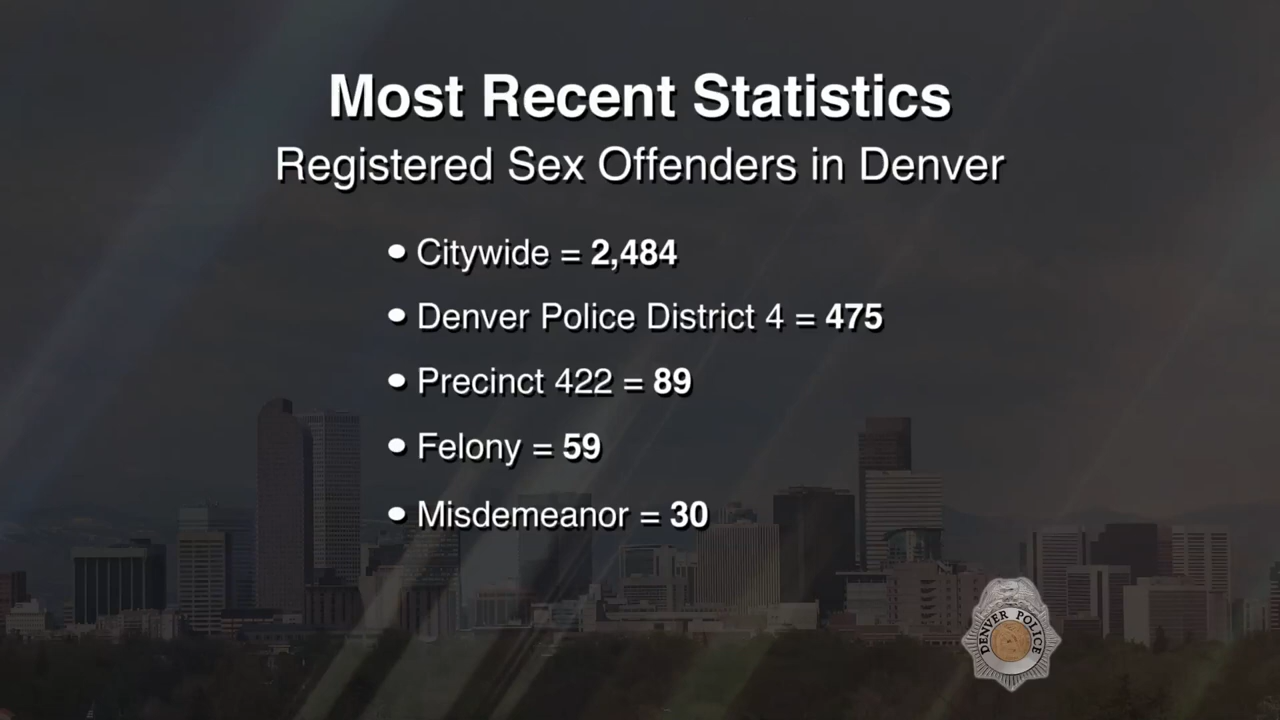 Most Recent Statistics
Registered Sex Offenders in Denver
• Citywide = 2,484
• Denver Police District 4 = 475
• Precinct 422 = 89
• Felony = 59
• Misdemeanor = 30
DENVER POLICE